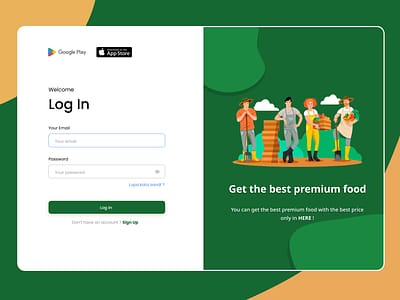 Google Play
Download on the
App Store
Welcome
Log In
Your Email
Your email
Password
Your password
Lupa kata sandi ?
Log in
Don't have an account ? Sign Up
Get the best premium food
You can get the best premium food with the best price
only in HERE !